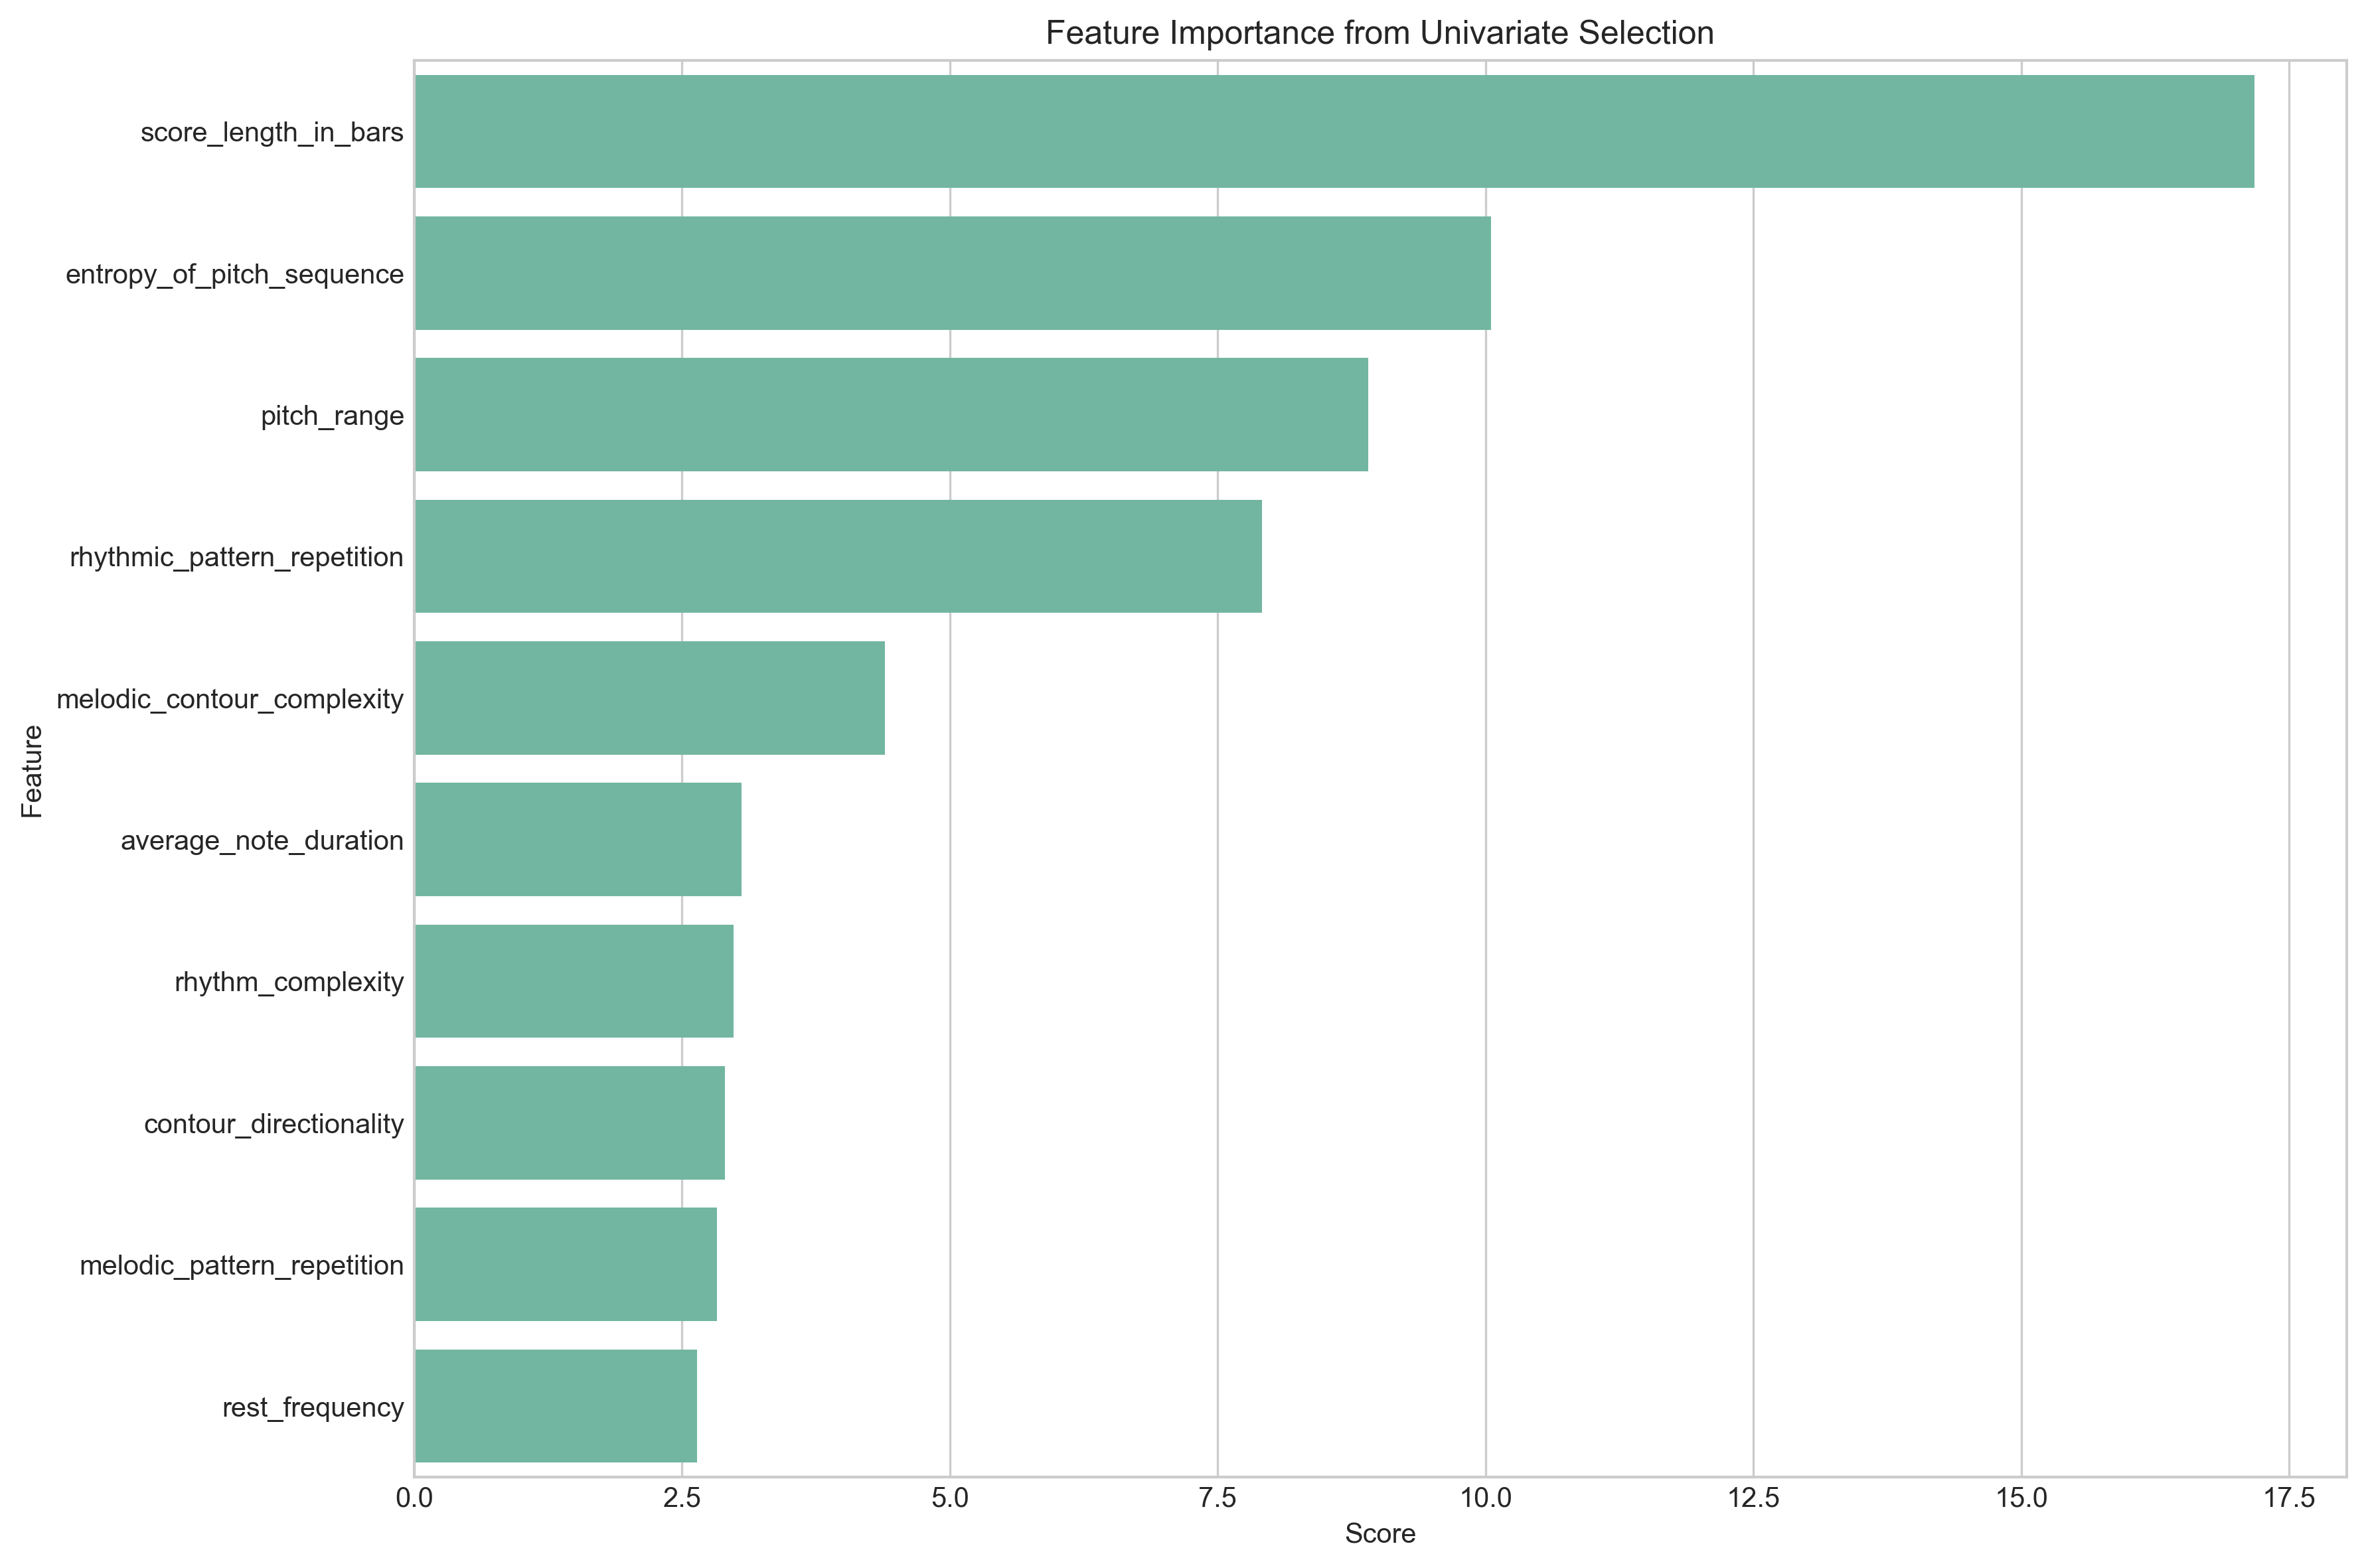 Feature Importance from Univariate Selection
score_length_in_bars
entropy_of_pitch_sequence
pitch_range
rhythmic_pattern_repetition
melodic_contour_complexity
average_note_duration
rhythm_complexity
contour_directionality
melodic_pattern_repetition
rest_frequency
Feature
0.0 2.5 5.0 7.5 10.0 12.5 15.0 17.5
Score